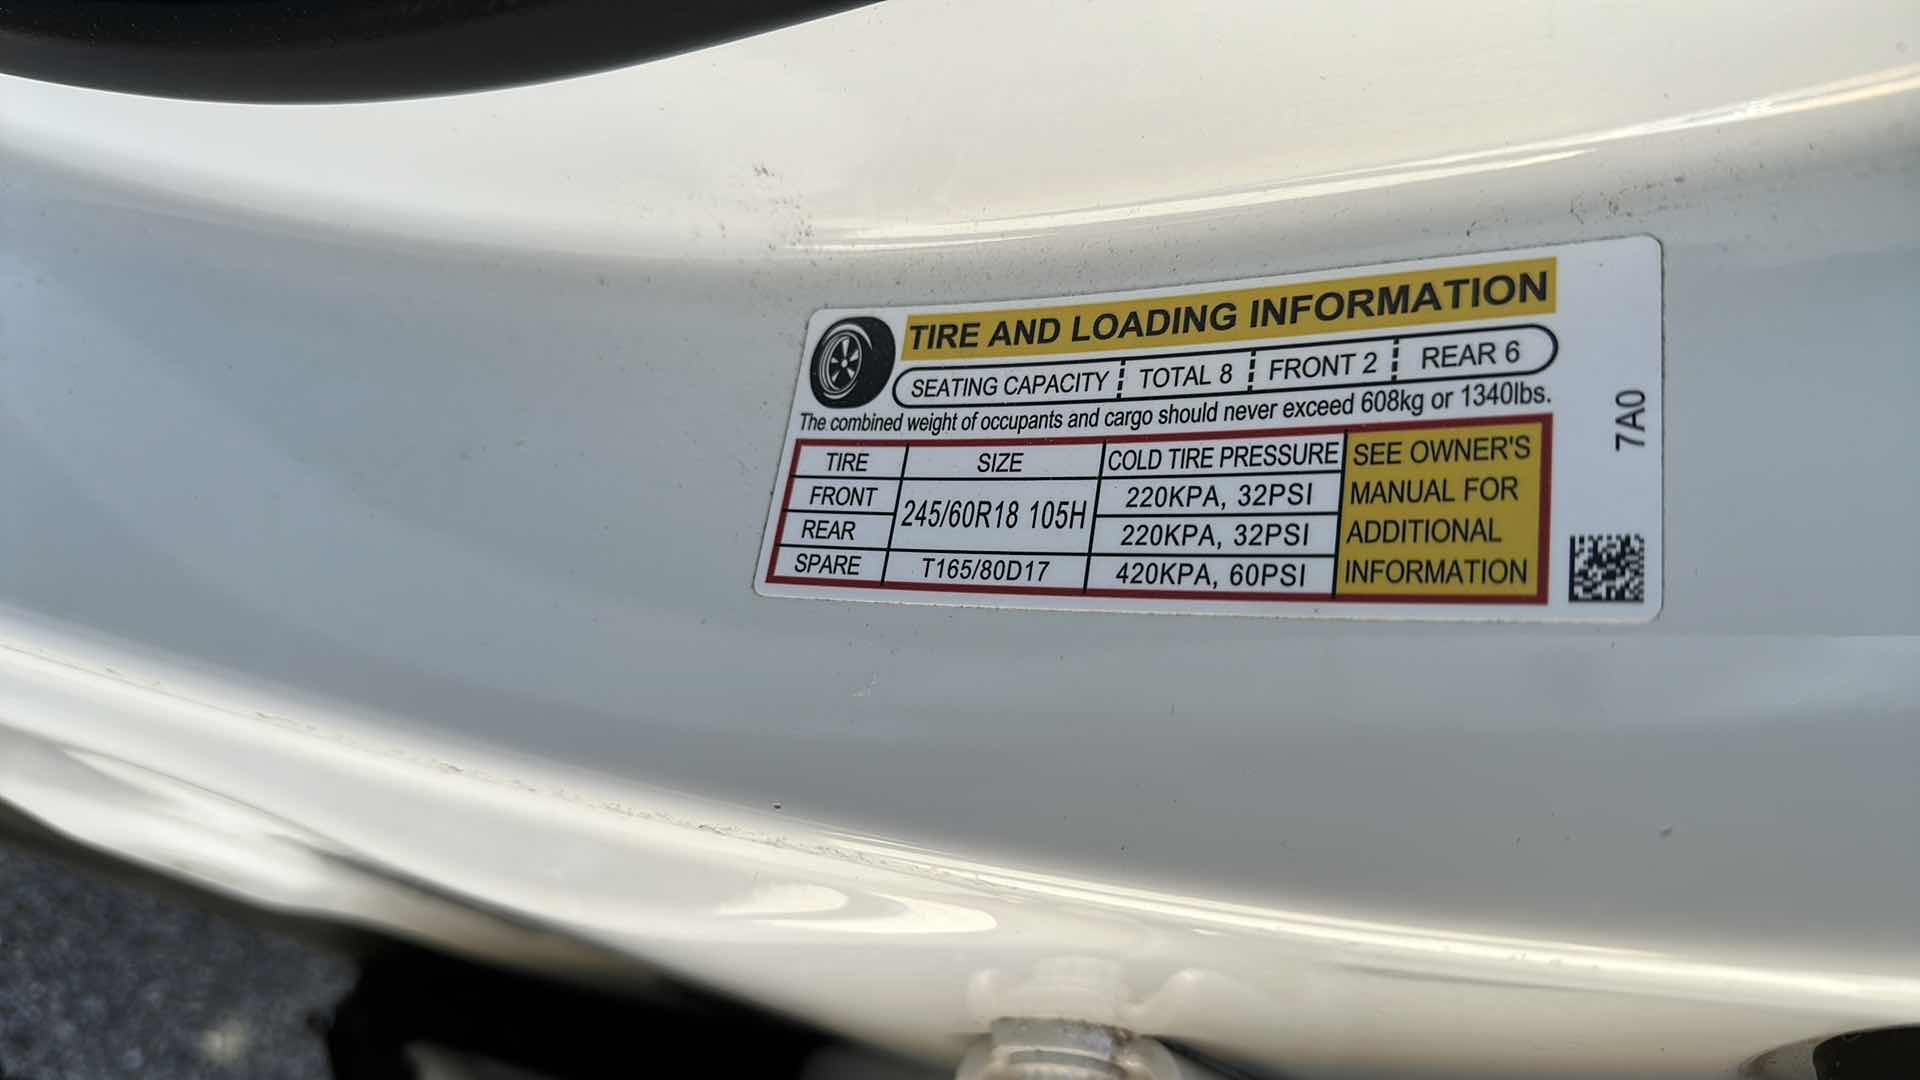 TIRE AND LOADING INFORMATION
SEATING CAPACITY TOTAL 8 FRONT 2 REAR 6
The combined weight of occupants and cargo should never exceed 608kg or 1340lbs.
TIRE SIZE COLD TIRE PRESSURE
FRONT 245/60R18 105H 220KPA, 32PSI
REAR 220KPA, 32PSI
SPARE T165/80D17 420KPA, 60PSI
SEE OWNER'S
MANUAL FOR
ADDITIONAL
INFORMATION
7A0